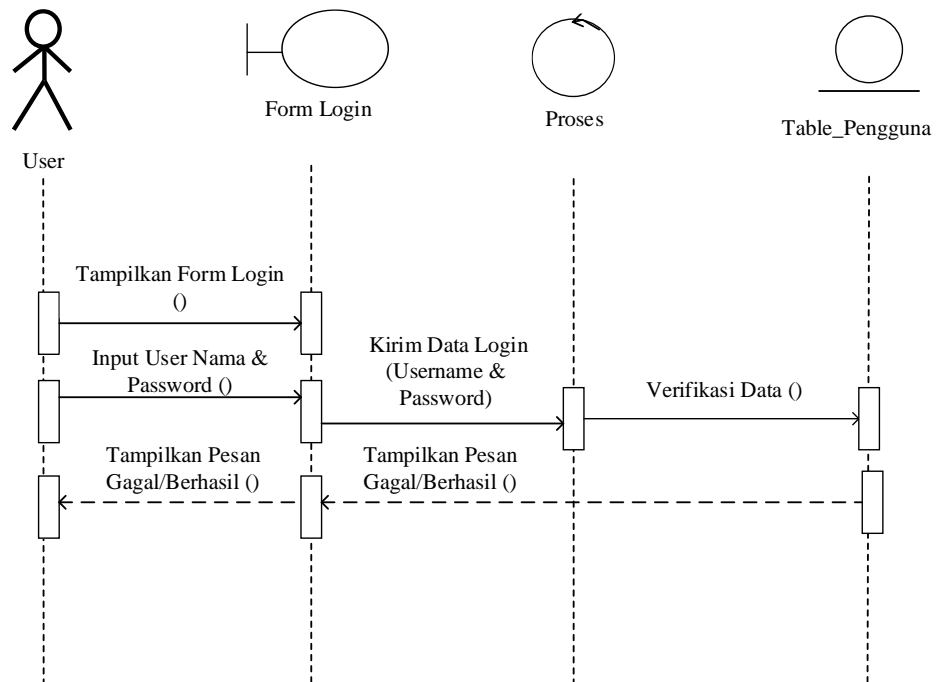 Form Login
Proses
Table_Pengguna
User
Tampilkan Form Login
()
Input User Nama &
Password ()
Kirim Data Login
(Username &
Password)
Verifikasi Data ()
Tampilkan Pesan
Gagal/Berhasil ()
Tampilkan Pesan
Gagal/Berhasil ()